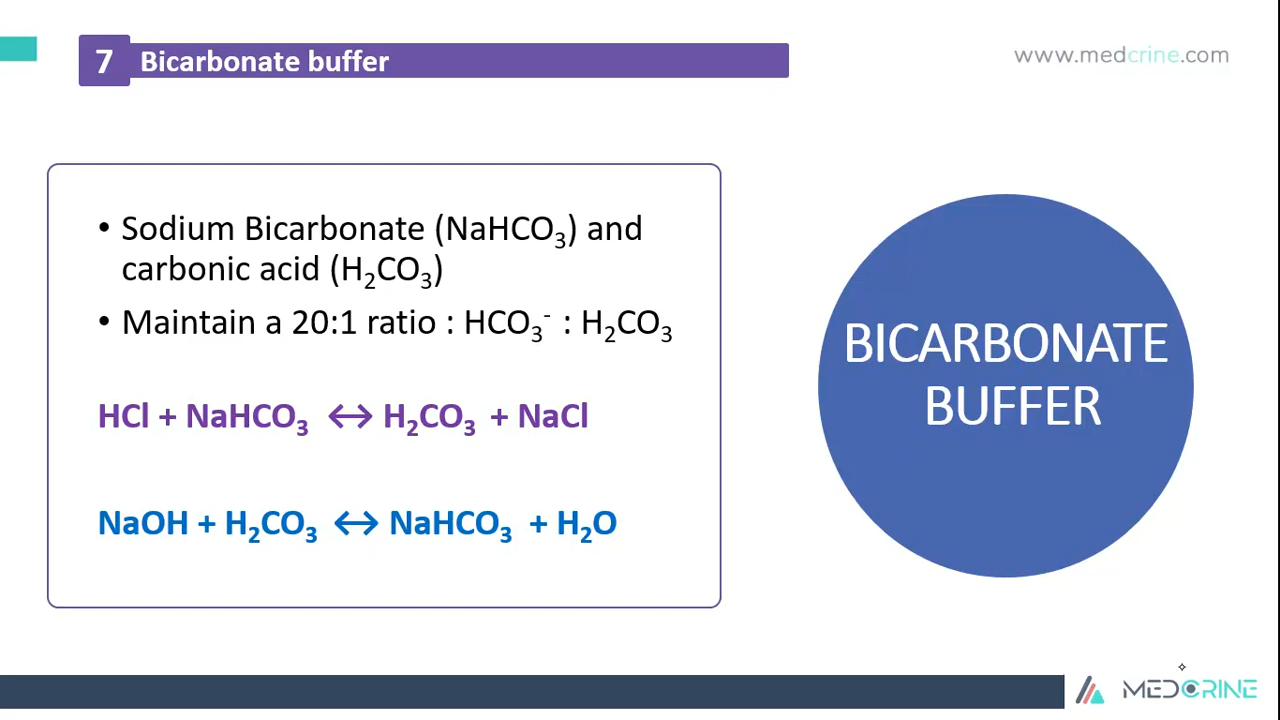 7 Bicarbonate buffer
www.medcrine.com
• Sodium Bicarbonate (NaHCO₃) and
carbonic acid (H₂CO₃)
• Maintain a 20:1 ratio : HCO₃⁻ : H₂CO₃
HCl + NaHCO₃ ↔ H₂CO₃ + NaCl
NaOH + H₂CO₃ ↔ NaHCO₃ + H₂O
BICARBONATE
BUFFER
MEDCRINE